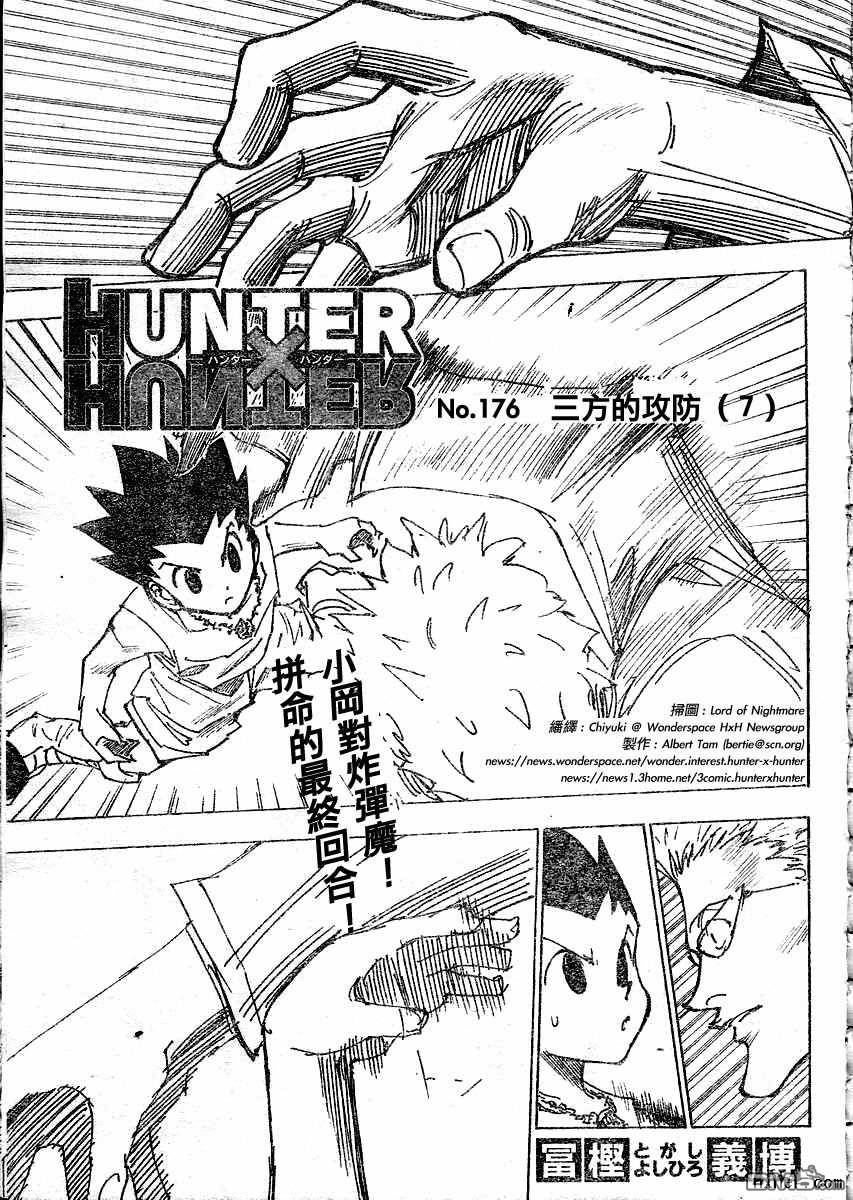 HUNTER
ハンター×ハンター
HUNTER
No.176 三方的攻防（7）
小岡對炸彈魔！
拼命的最終回合！
掃圖：Lord of Nightmare
繙繹：Chiyuki @ Wonderspace HxH Newsgroup
製作：Albert Tam (bertie@scn.org)
news://news.wonderspace.net/wonder.interest.hunter-x-hunter
news://news1.3home.net/3comic.hunterxhunter
冨樫義博
とがし
よしひろ